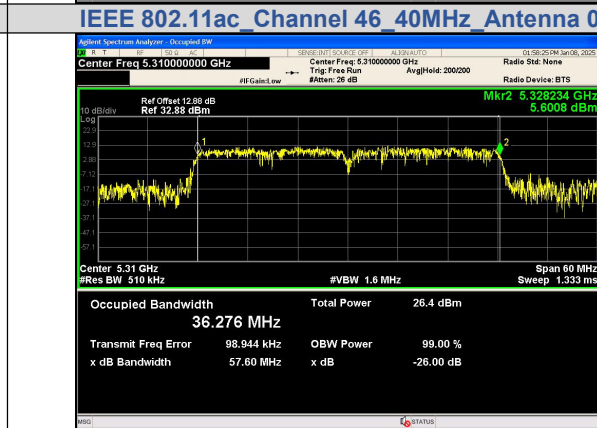 IEEE 802.11ac_Channel 46_40MHz_Antenna 0
Agilent Spectrum Analyzer - Occupied BW
R T RF 50 Ω AC SENSE:INT SOURCE OFF ALIGN AUTO 01:58:25 PM Jan 08, 2025
Center Freq 5.310000000 GHz Center Freq: 5.310000000 GHz Radio Std: None
Trig: Free Run Avg|Hold: 200/200
#IFGain:Low #Atten: 26 dB Radio Device: BTS
Mkr2 5.328234 GHz
5.6008 dBm
Ref Offset 12.88 dB
10 dB/div Ref 32.88 dBm
Log
22.9
12.9
2.88
-7.12
-17.1
-27.1
-37.1
-47.1
-57.1
1
2
Center 5.31 GHz Span 60 MHz
#Res BW 510 kHz #VBW 1.6 MHz Sweep 1.333 ms
Occupied Bandwidth Total Power 26.4 dBm
36.276 MHz
Transmit Freq Error 98.944 kHz OBW Power 99.00 %
x dB Bandwidth 57.60 MHz x dB -26.00 dB
MSG STATUS